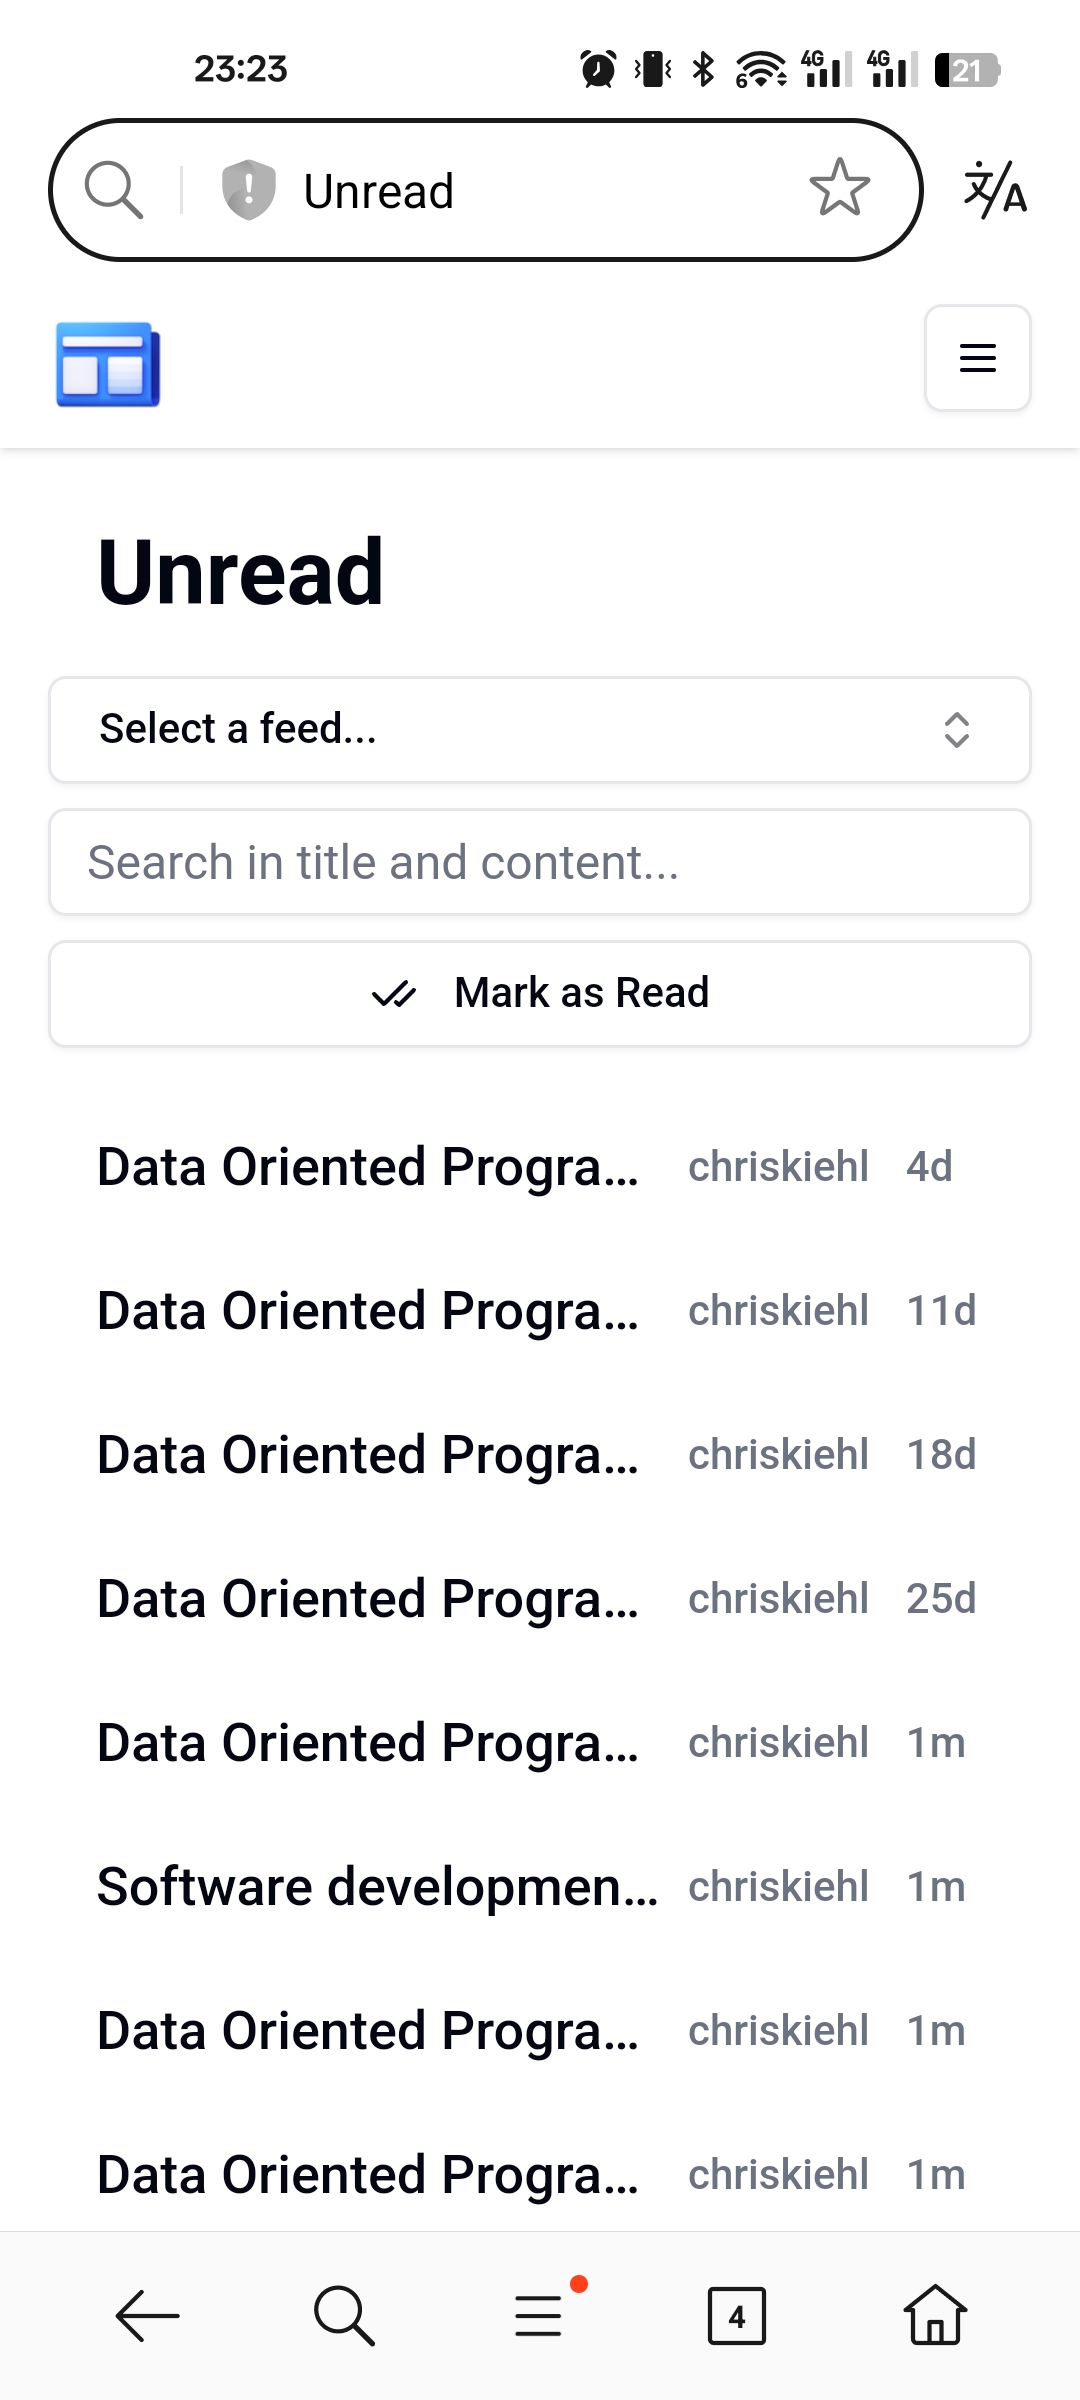 23:23
6 4G 4G 21
Unread
文/A
Unread
Select a feed...
Search in title and content...
Mark as Read
Data Oriented Progra... chriskiehl 4d
Data Oriented Progra... chriskiehl 11d
Data Oriented Progra... chriskiehl 18d
Data Oriented Progra... chriskiehl 25d
Data Oriented Progra... chriskiehl 1m
Software developmen... chriskiehl 1m
Data Oriented Progra... chriskiehl 1m
Data Oriented Progra... chriskiehl 1m
4